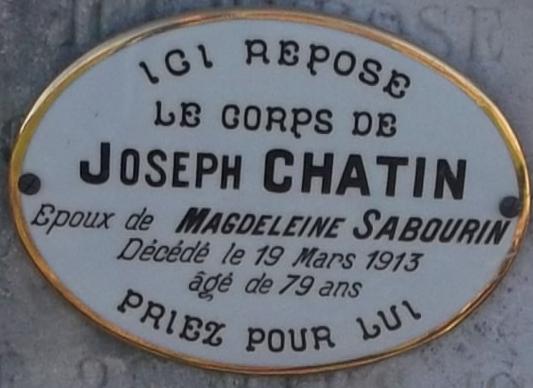 ICI REPOSE
LE CORPS DE
JOSEPH CHATIN
Epoux de MAGDELEINE SABOURIN
Décédé le 19 Mars 1913
âgé de 79 ans
PRIEZ POUR LUI